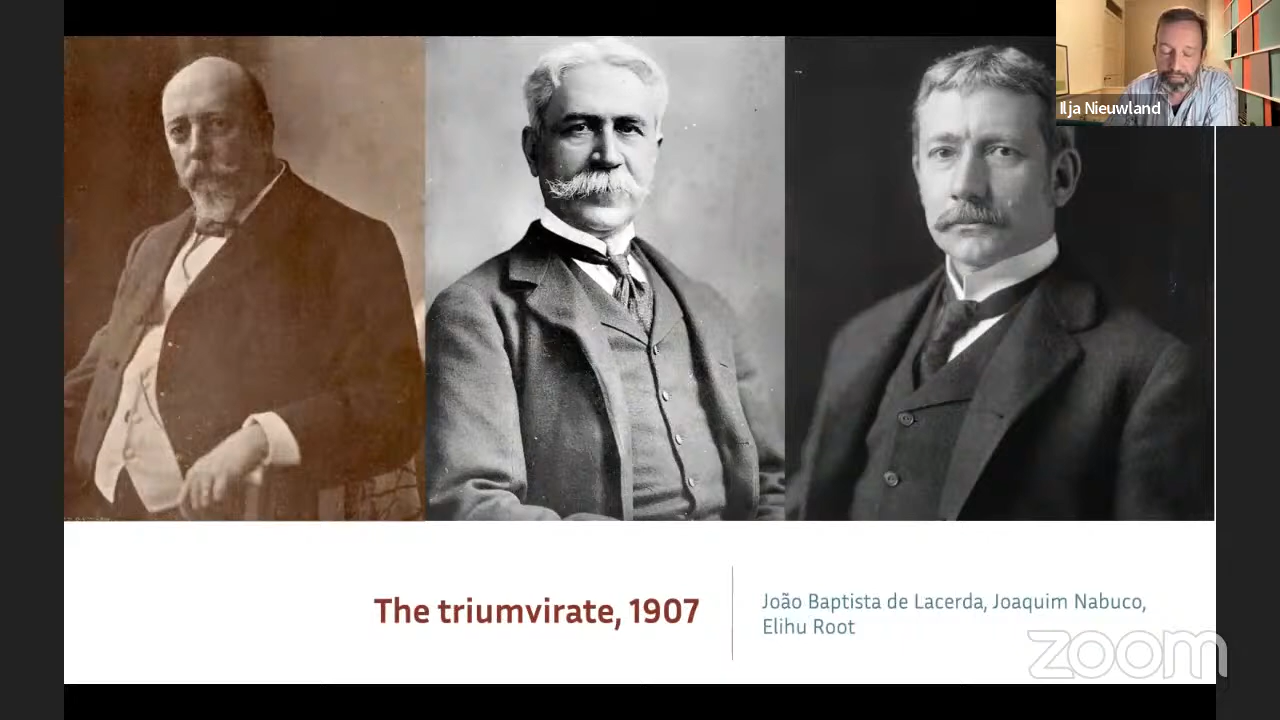 Ilja Nieuwland
The triumvirate, 1907
João Baptista de Lacerda, Joaquim Nabuco,
Elihu Root
zoom